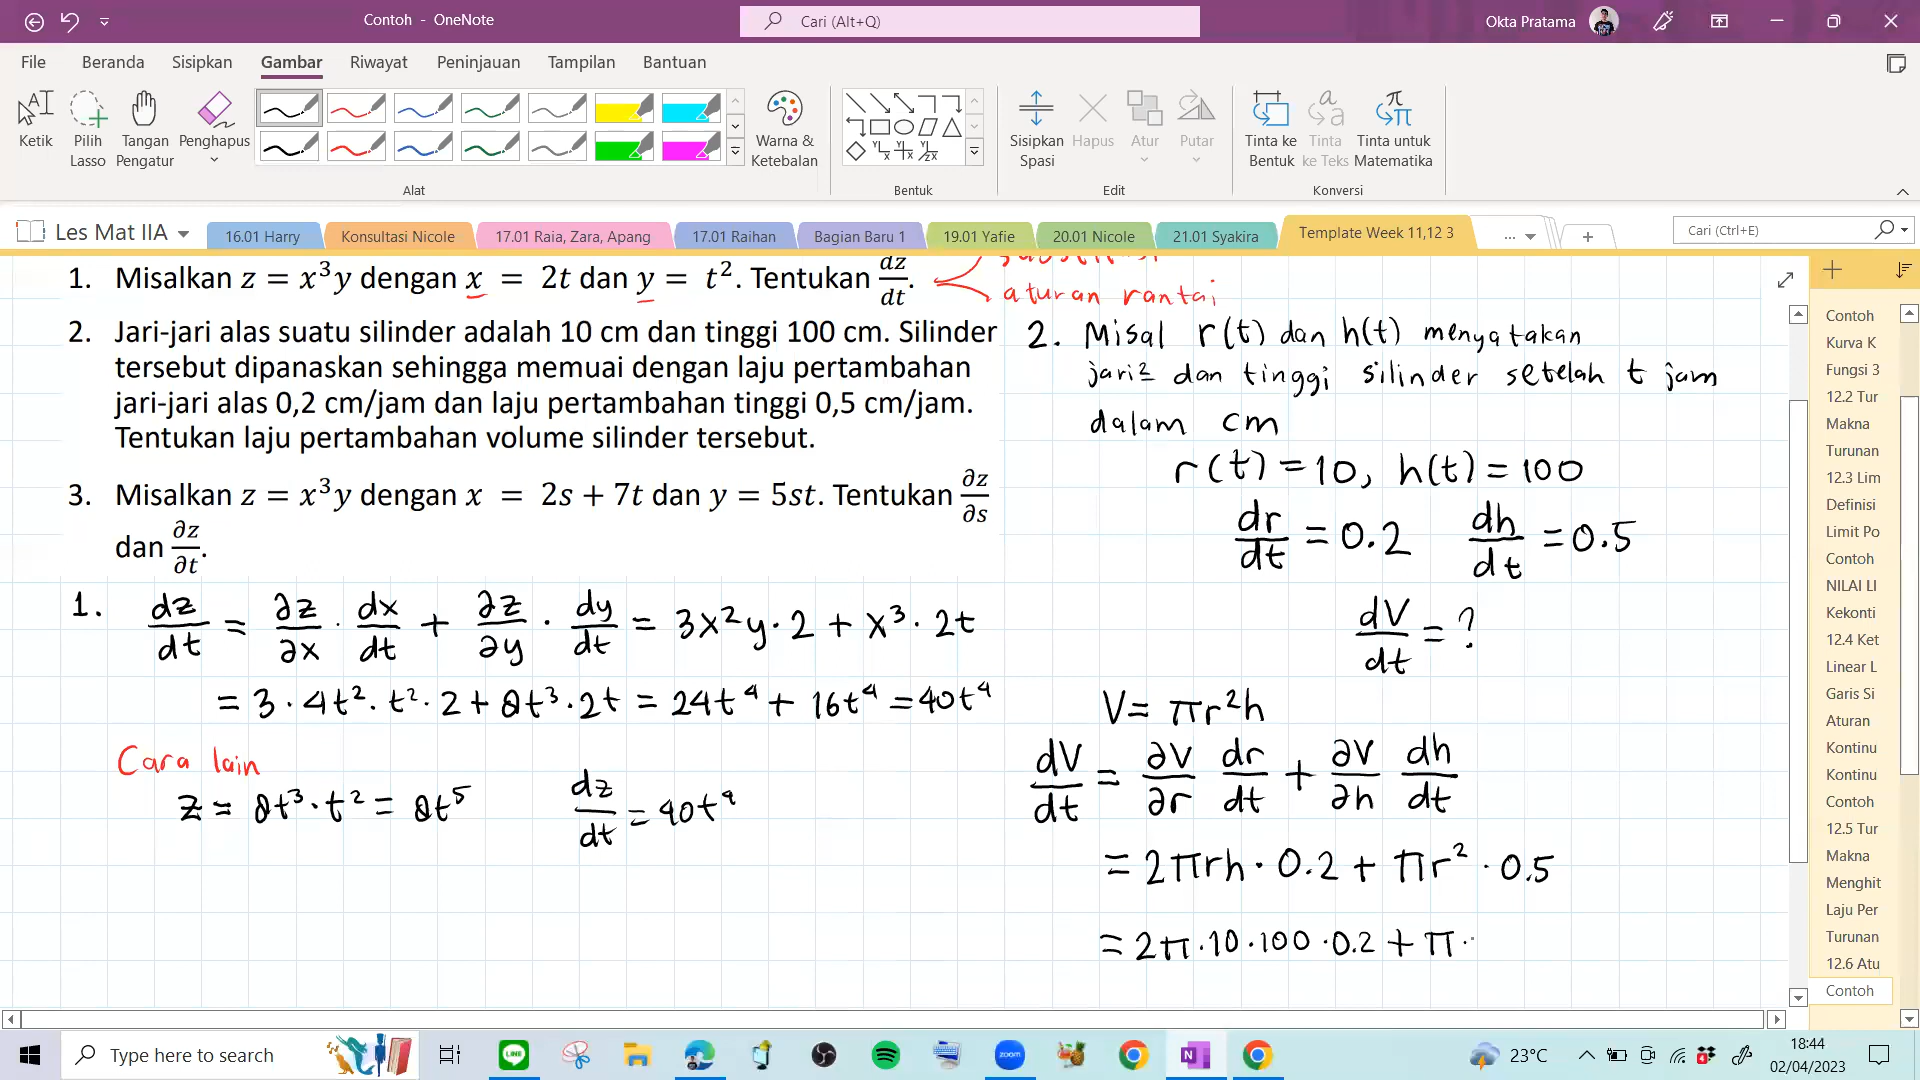 Contoh - OneNote
Cari (Alt+Q)
Okta Pratama
File Beranda Sisipkan Gambar Riwayat Peninjauan Tampilan Bantuan
Ketik
Pilih Lasso
Tangan Pengatur
Penghapus
Warna & Ketebalan
Sisipkan Spasi
Hapus
Atur
Putar
Tinta ke Bentuk
Tinta ke Teks
Tinta untuk Matematika
Alat
Bentuk
Edit
Konversi
Les Mat IIA
16.01 Harry
Konsultasi Nicole
17.01 Raia, Zara, Apang
17.01 Raihan
Bagian Baru 1
19.01 Yafie
20.01 Nicole
21.01 Syakira
Template Week 11,12 3
...
Cari (Ctrl+E)
1. Misalkan z = x³y dengan x = 2t dan y = t². Tentukan dz/dt.
aturan rantai
2. Jari-jari alas suatu silinder adalah 10 cm dan tinggi 100 cm. Silinder
tersebut dipanaskan sehingga memuai dengan laju pertambahan
jari-jari alas 0,2 cm/jam dan laju pertambahan tinggi 0,5 cm/jam.
Tentukan laju pertambahan volume silinder tersebut.
3. Misalkan z = x³y dengan x = 2s + 7t dan y = 5st. Tentukan ∂z/∂s
dan ∂z/∂t.
1. dz/dt = ∂z/∂x · dx/dt + ∂z/∂y · dy/dt = 3x²y · 2 + x³ · 2t
= 3 · 4t² · t² · 2 + 8t³ · 2t = 24t⁴ + 16t⁴ = 40t⁴
Cara lain
z = 8t³ · t² = 8t⁵ dz/dt = 40t⁴
2. Misal r(t) dan h(t) menyatakan
jari2 dan tinggi silinder setelah t jam
dalam cm
r(t) = 10, h(t) = 100
dr/dt = 0.2 dh/dt = 0.5
dV/dt = ?
V = πr²h
dV/dt = ∂V/∂r dr/dt + ∂V/∂h dh/dt
= 2πrh · 0.2 + πr² · 0.5
= 2π · 10 · 100 · 0.2 + π ·
Contoh
Kurva K
Fungsi 3
12.2 Tur
Makna
Turunan
12.3 Lim
Definisi
Limit Po
Contoh
NILAI LI
Kekonti
12.4 Ket
Linear L
Garis Si
Aturan
Kontinu
Kontinu
Contoh
12.5 Tur
Makna
Menghit
Laju Per
Turunan
12.6 Atu
Contoh
Type here to search
LINE
zoom
N
23°C
18:44
02/04/2023